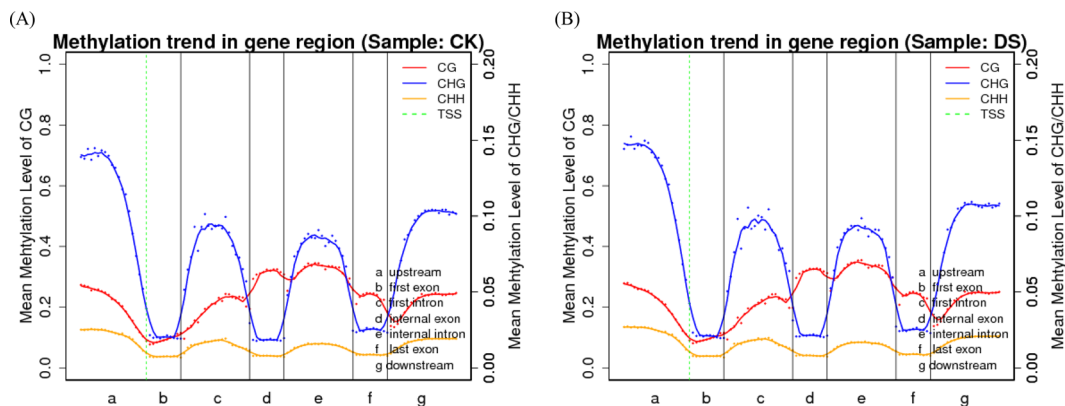 (A)
Methylation trend in gene region (Sample: CK)
Mean Mehtylation Level of CG
1.0
0.8
0.6
0.4
0.2
0.0
CG
CHG
CHH
TSS
a upstream
b first exon
c first intron
d internal exon
e internal intron
f last exon
g downstream
0.20
0.15
0.10
0.05
0.00
Mean Mehtylation Level of CHG/CHH
a b c d e f g
(B)
Methylation trend in gene region (Sample: DS)
Mean Mehtylation Level of CG
1.0
0.8
0.6
0.4
0.2
0.0
CG
CHG
CHH
TSS
a upstream
b first exon
c first intron
d internal exon
e internal intron
f last exon
g downstream
0.20
0.15
0.10
0.05
0.00
Mean Mehtylation Level of CHG/CHH
a b c d e f g